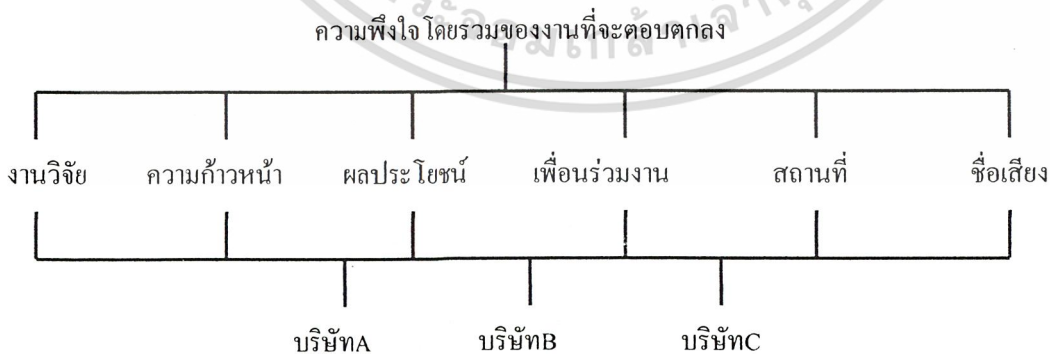 ความพึงใจโดยรวมของงานที่จะตอบตกลง
งานวิจัย ความก้าวหน้า ผลประโยชน์ เพื่อนร่วมงาน สถานที่ ชื่อเสียง
บริษัทA บริษัทB บริษัทC